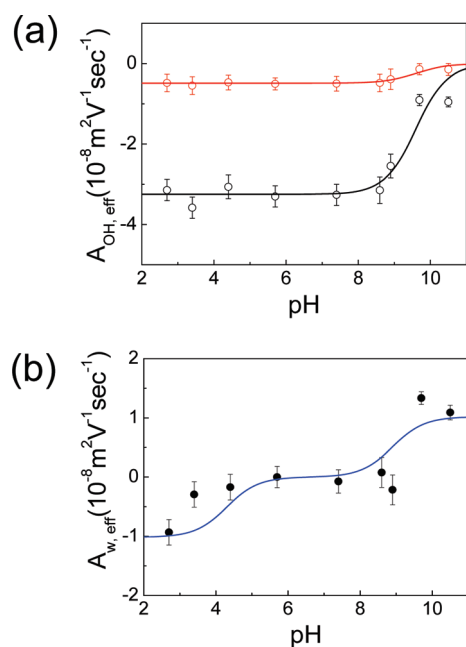 (a)
0
-2
-4
A_OH, eff (10^-8 m^2 V^-1 sec^-1)
2 4 6 8 10
pH
(b)
2
1
0
-1
-2
A_w, eff (10^-8 m^2 V^-1 sec^-1)
2 4 6 8 10
pH